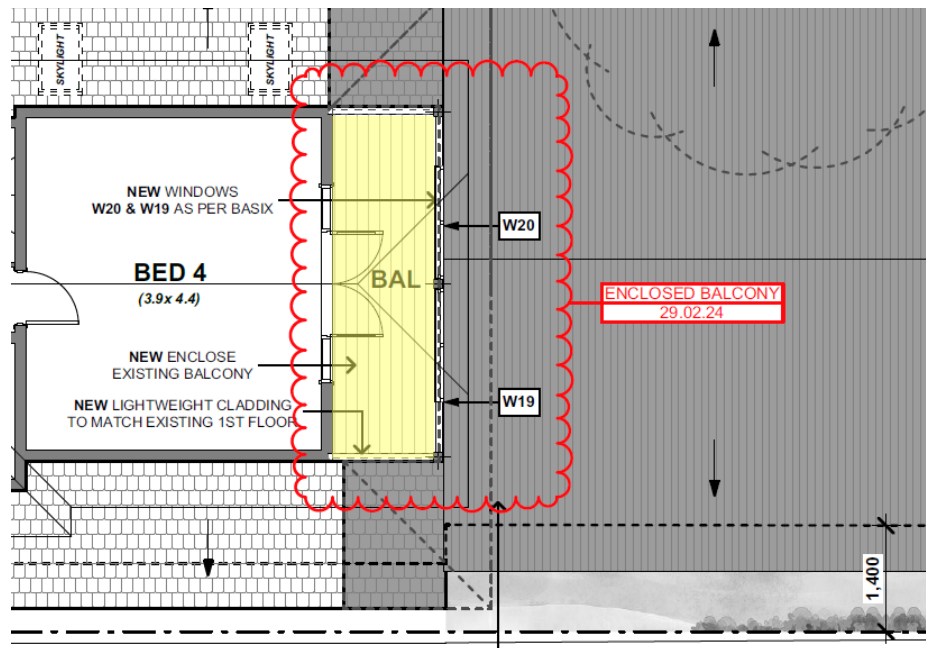 SKYLIGHT
SKYLIGHT
NEW WINDOWS
W20 & W19 AS PER BASIX
W20
BED 4
(3.9x 4.4)
BAL
ENCLOSED BALCONY
29.02.24
NEW ENCLOSE
EXISTING BALCONY
NEW LIGHTWEIGHT CLADDING
TO MATCH EXISTING 1ST FLOOR
W19
1,400